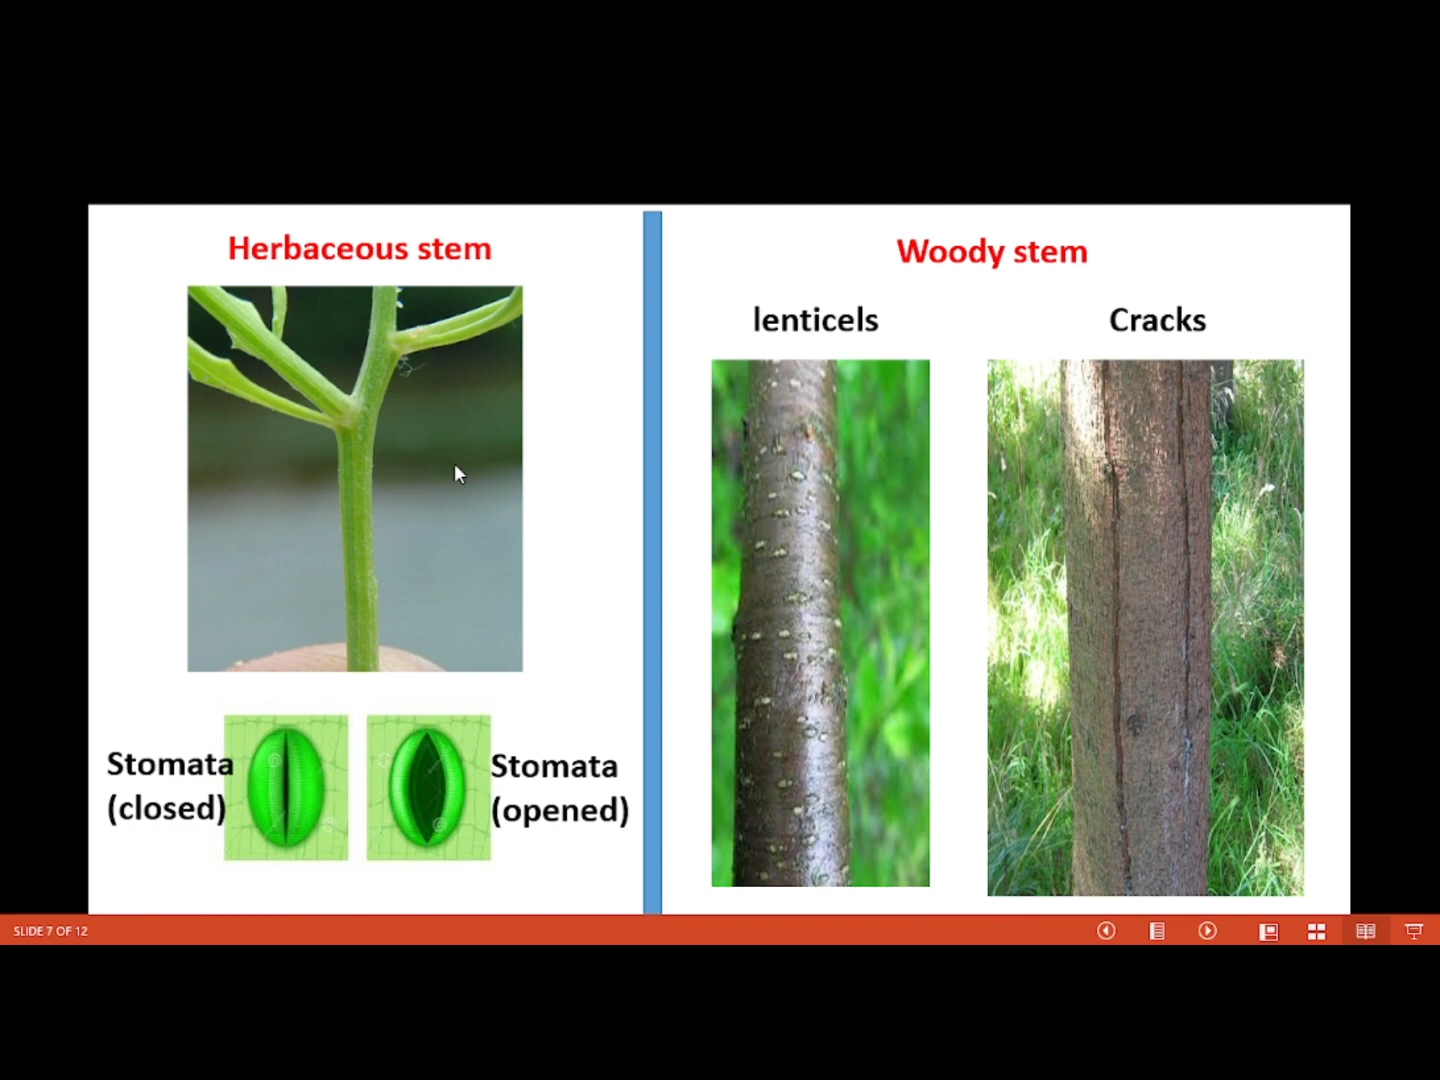 Herbaceous stem
Stomata
(closed)
Stomata
(opened)
Woody stem
lenticels
Cracks
SLIDE 7 OF 12